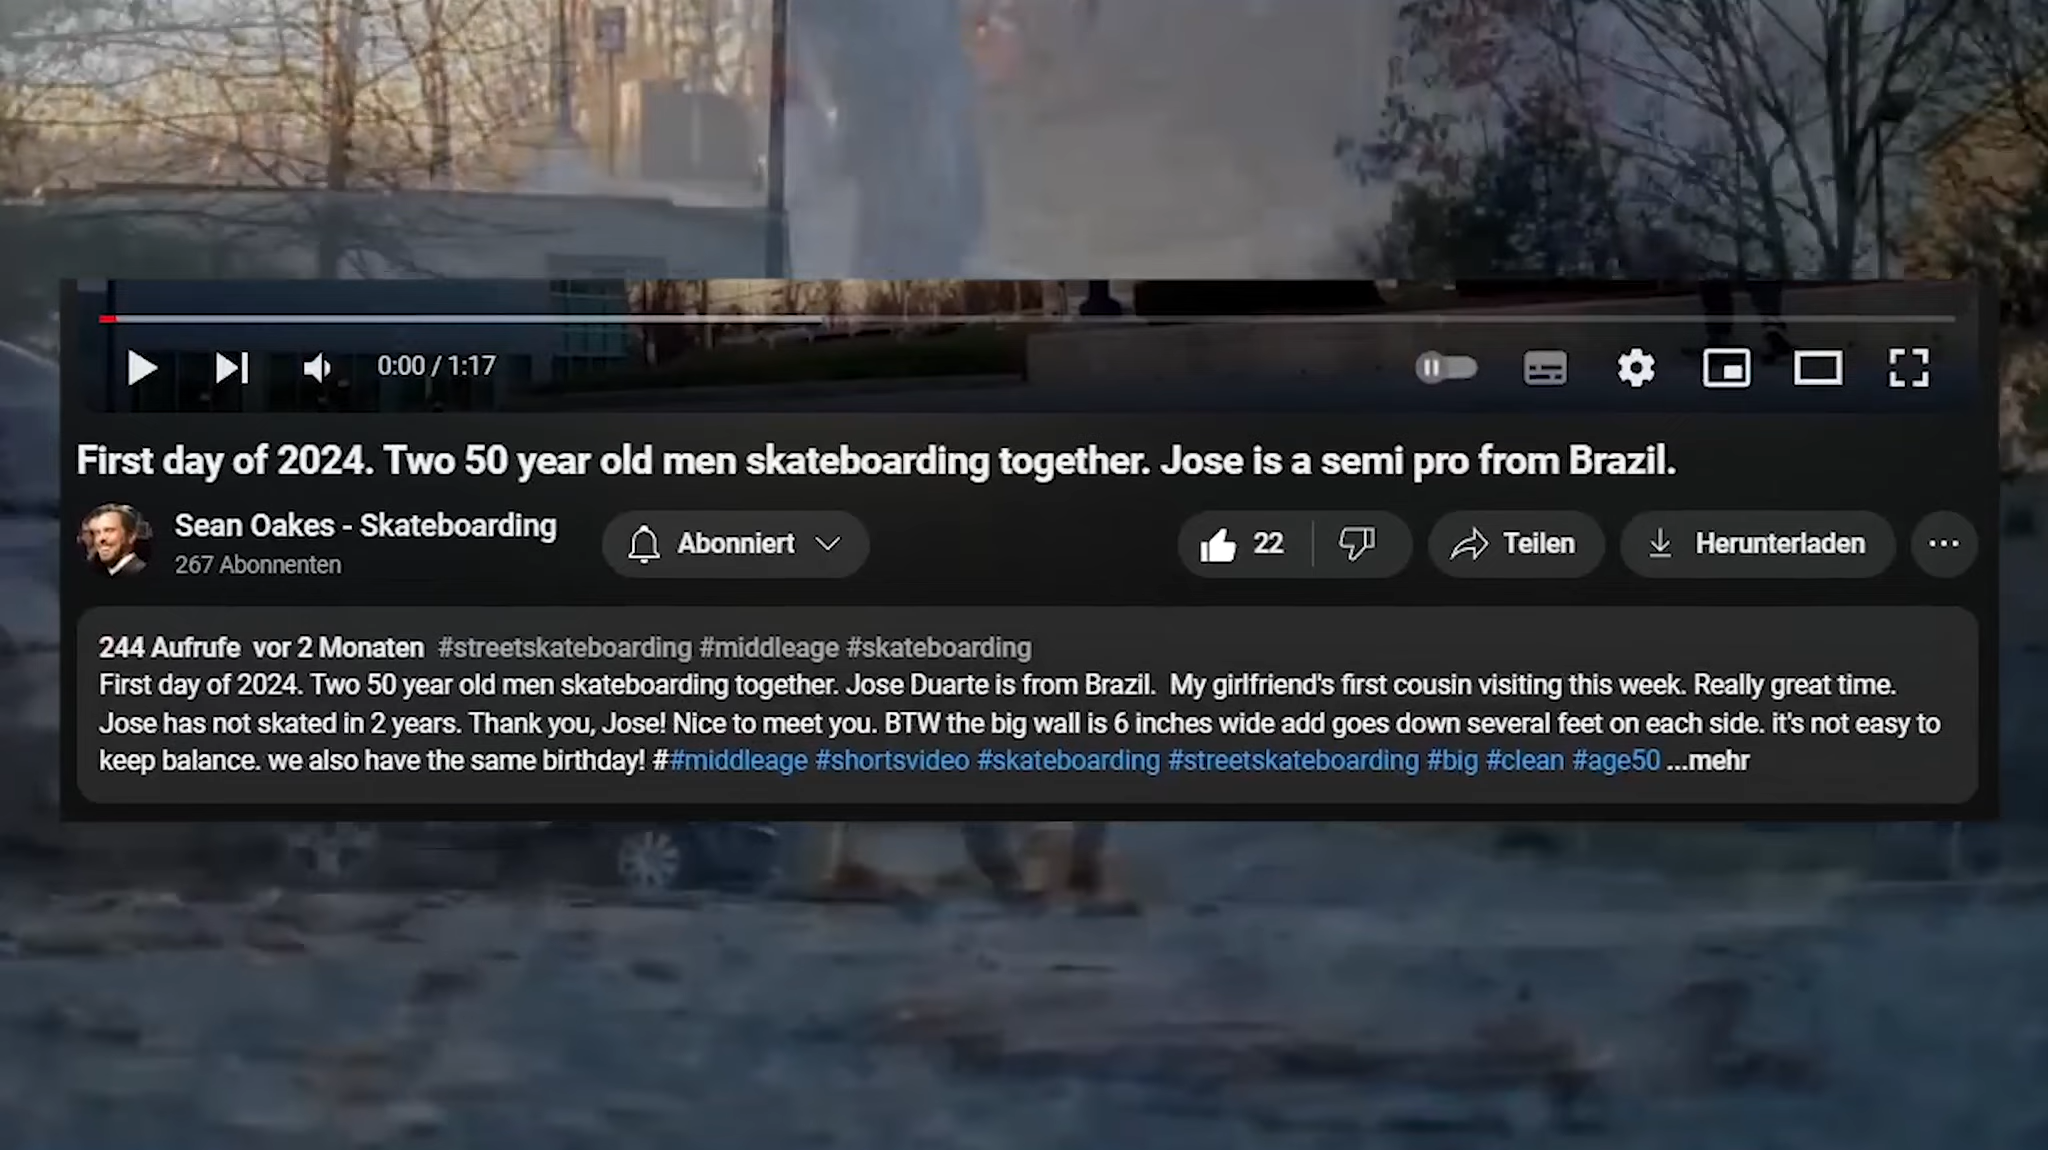 0:00 / 1:17
First day of 2024. Two 50 year old men skateboarding together. Jose is a semi pro from Brazil.
Sean Oakes - Skateboarding
267 Abonnenten
Abonniert
22
Teilen
Herunterladen
244 Aufrufe  vor 2 Monaten  #streetskateboarding #middleage #skateboarding
First day of 2024. Two 50 year old men skateboarding together. Jose Duarte is from Brazil.  My girlfriend's first cousin visiting this week. Really great time.
Jose has not skated in 2 years. Thank you, Jose! Nice to meet you. BTW the big wall is 6 inches wide add goes down several feet on each side. it's not easy to
keep balance. we also have the same birthday! ##middleage #shortsvideo #skateboarding #streetskateboarding #big #clean #age50 ...mehr